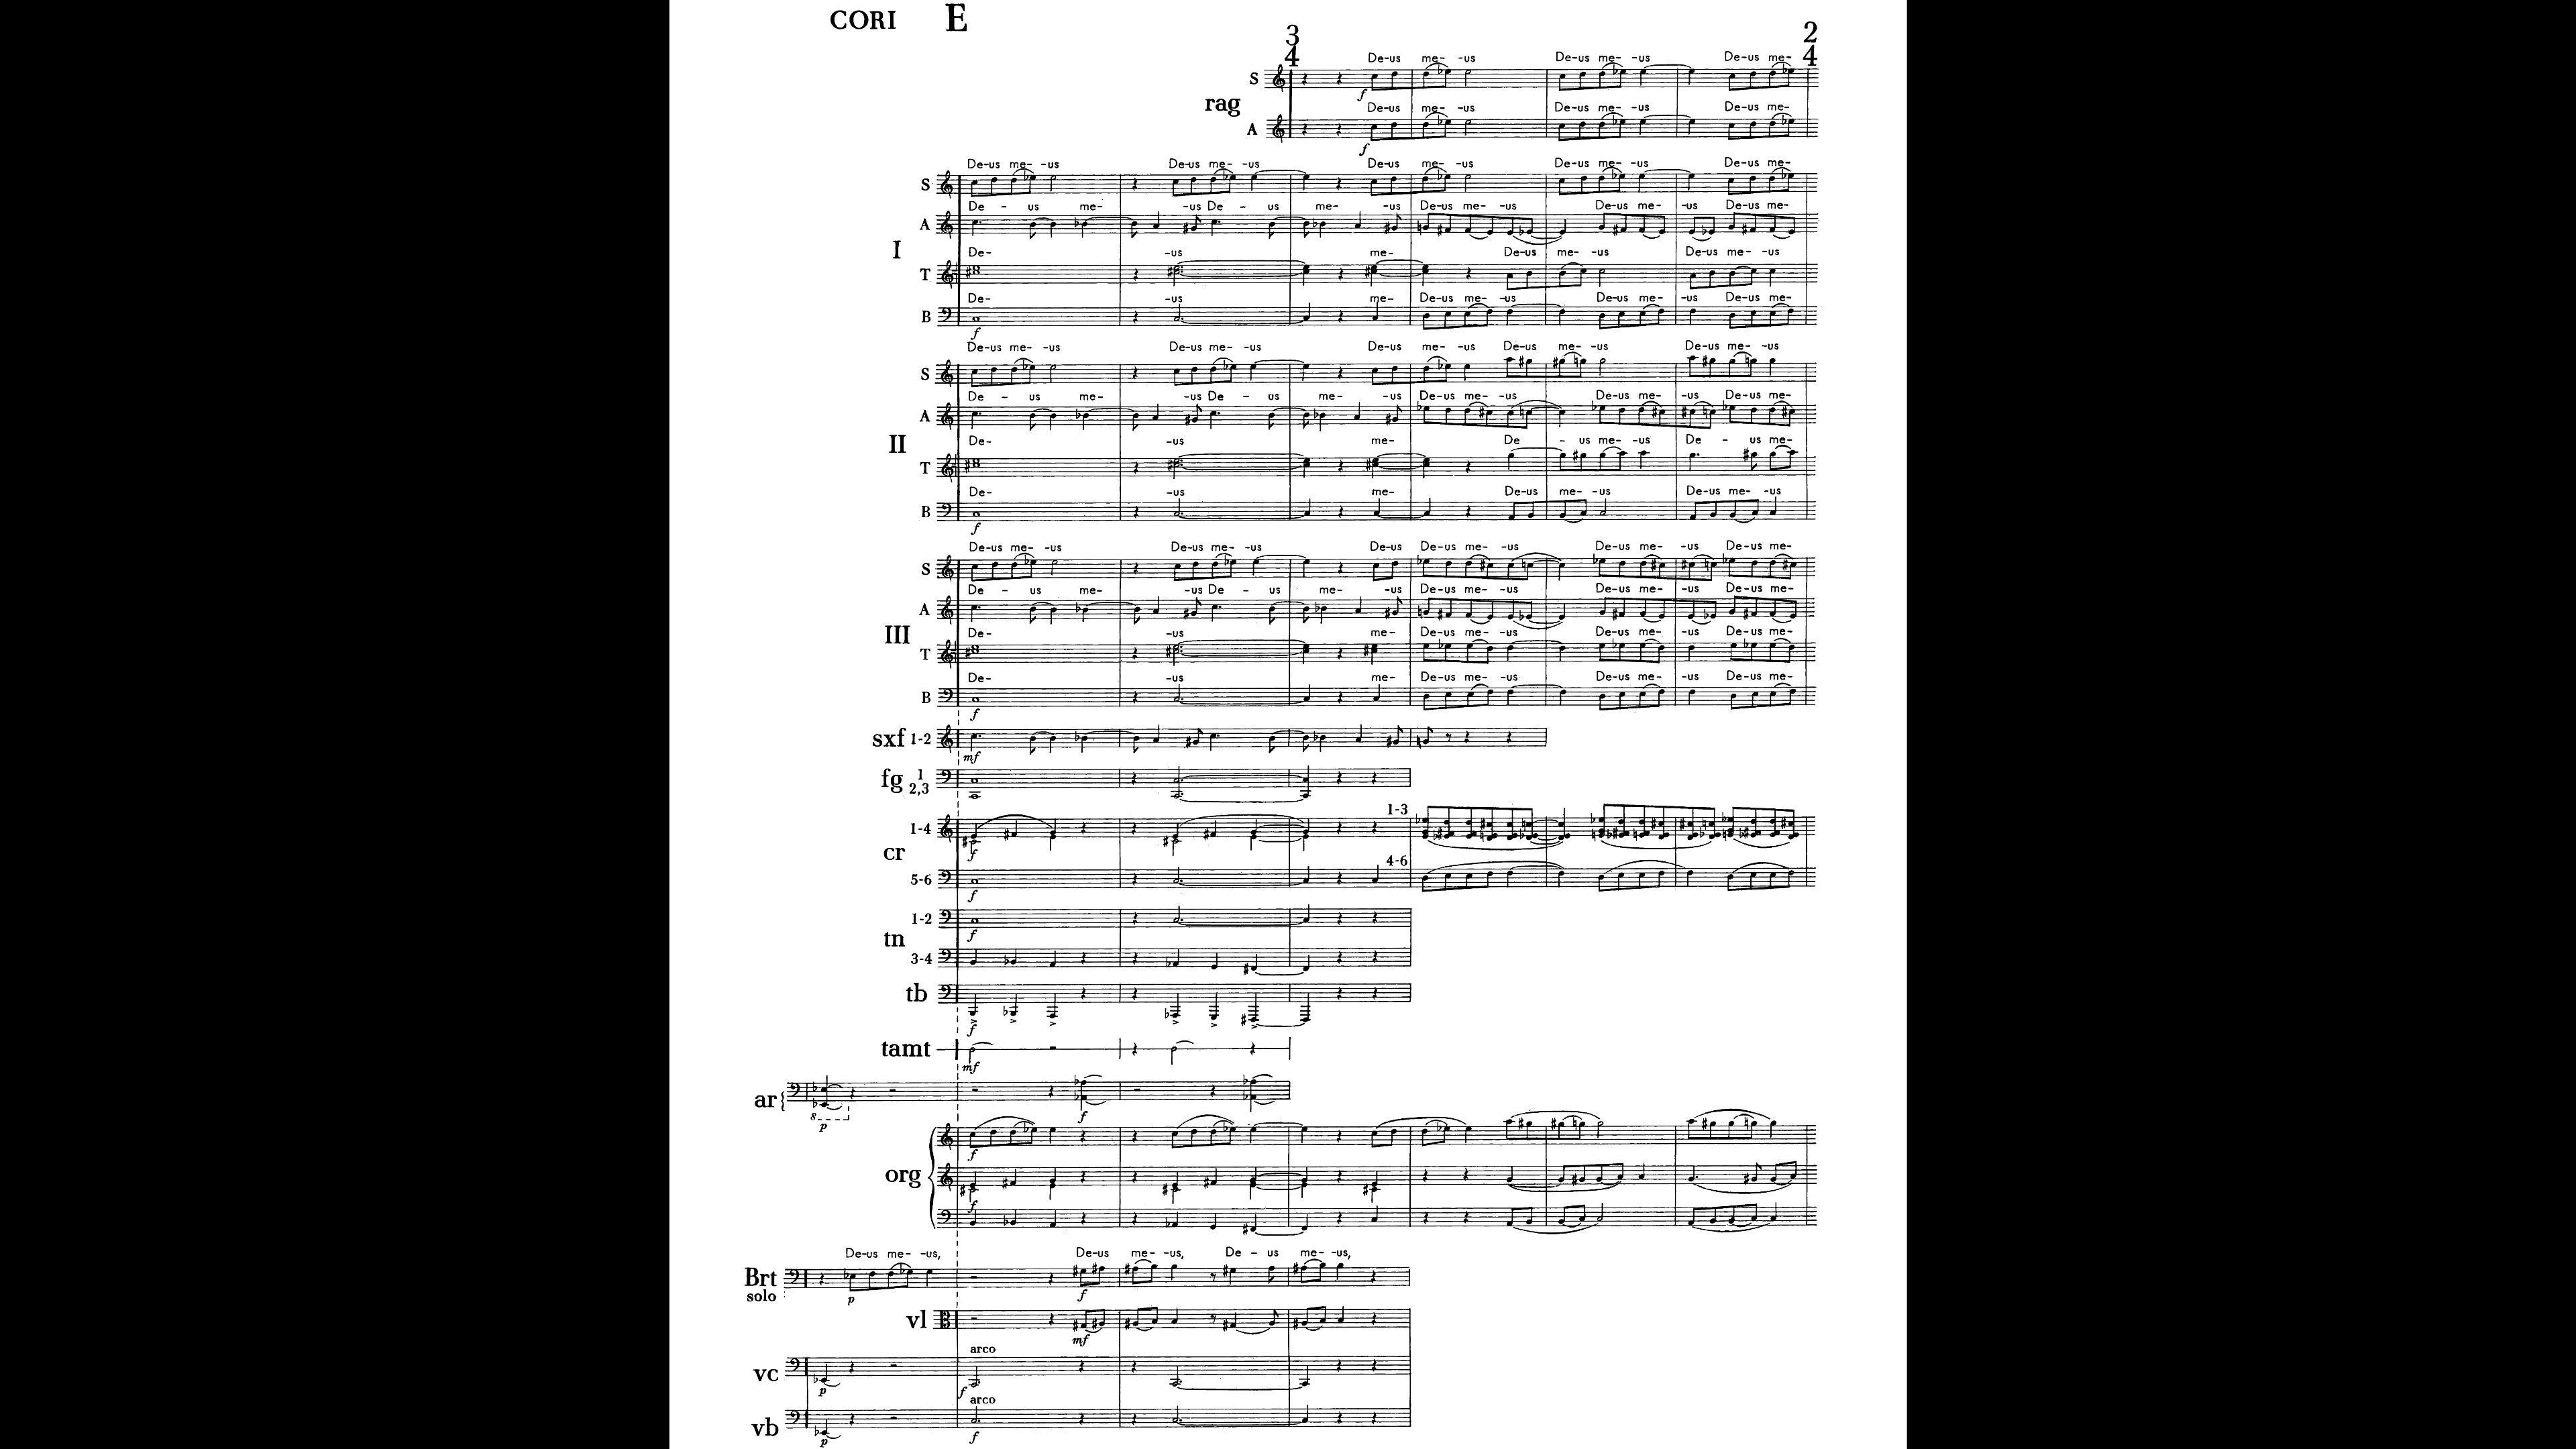 CORI E
3 2
4 4
De-us me- -us De-us me- -us De-us me-
S
f
rag
De-us me- -us De-us me- -us De-us me-
A
f
De-us me- -us De-us me- -us De-us me- -us De-us me- -us De-us me-
S
De - us me- -us De - us me- -us De-us me- -us De-us me- -us De-us me-
A
I
De- -us me- De-us me- -us De-us me- -us
T
De- -us me- De-us me- -us De-us me- -us De-us me-
B
f
De-us me- -us De-us me- -us De-us me- -us De-us me- -us De-us me- -us
S
De - us me- -us De - os me- -us De-us me- -us De-us me- -us De-us me-
A
II
De- -us me- De - us me- -us De - us me-
T
De- -us me- De-us me- -us De-us me- -us
B
f
De-us me- -us De-us me- -us De-us De-us me- -us De-us me- -us De-us me-
S
De - us me- -us De - us me- -us De-us me- -us De-us me- -us De-us me-
A
III
De- -us me- De-us me- -us De-us me- -us De-us me-
T
De- -us me- De-us me- -us De-us me- -us De-us me-
B
f
sxf 1-2
mf
fg 1
2,3
1-3
1-4
f
cr
4-6
5-6
f
1-2
f
tn
3-4
tb
f
tamt
mf
ar
8
p
f
f
org
f
De-us me- -us, De-us me- -us, De - us me- -us,
Brt
solo
p f
vl
mf
arco
vc
p f
arco
vb
p f